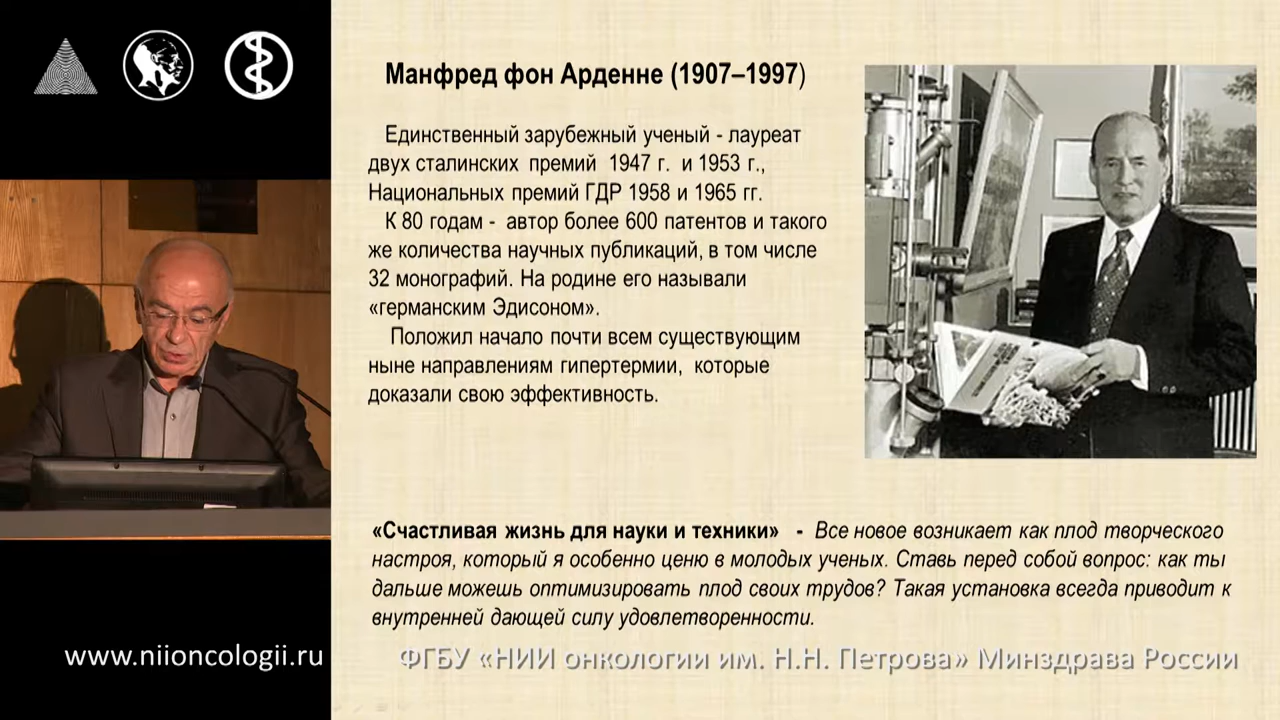 Манфред фон Арденне (1907–1997)
Единственный зарубежный ученый - лауреат
двух сталинских премий 1947 г. и 1953 г.,
Национальных премий ГДР 1958 и 1965 гг.
К 80 годам - автор более 600 патентов и такого
же количества научных публикаций, в том числе
32 монографий. На родине его называли
«германским Эдисоном».
Положил начало почти всем существующим
ныне направлениям гипертермии, которые
доказали свою эффективность.
«Счастливая жизнь для науки и техники» - Все новое возникает как плод творческого
настроя, который я особенно ценю в молодых ученых. Ставь перед собой вопрос: как ты
дальше можешь оптимизировать плод своих трудов? Такая установка всегда приводит к
внутренней дающей силу удовлетворенности.
www.niioncologii.ru
ФГБУ «НИИ онкологии им. Н.Н. Петрова» Минздрава России